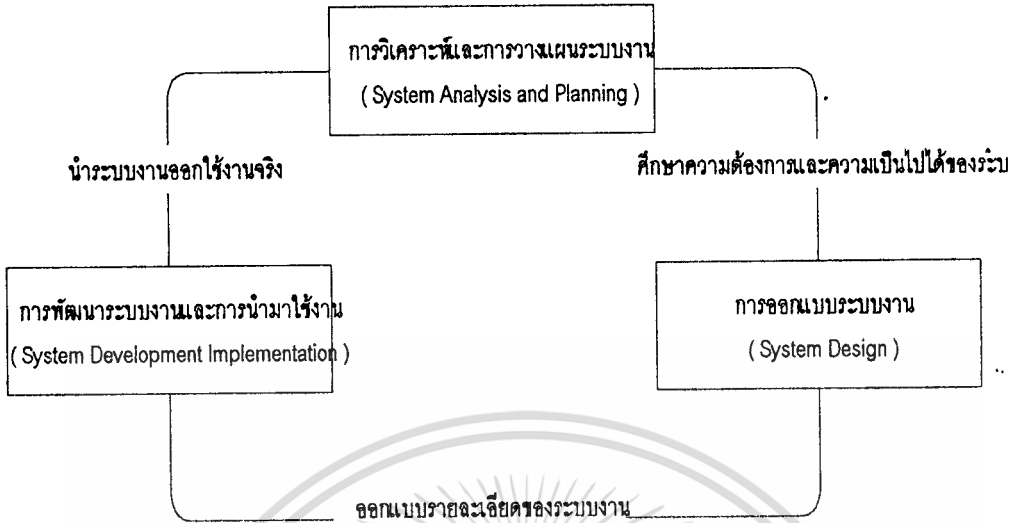 การวิเคราะห์และการวางแผนระบบงาน
( System Analysis and Planning )
นำระบบงานออกใช้งานจริง
ศึกษาความต้องการและความเป็นไปได้ของระบ
การพัฒนาระบบงานและการนำมาใช้งาน
( System Development Implementation )
การออกแบบระบบงาน
( System Design )
ออกแบบรายละเอียดของระบบงาน